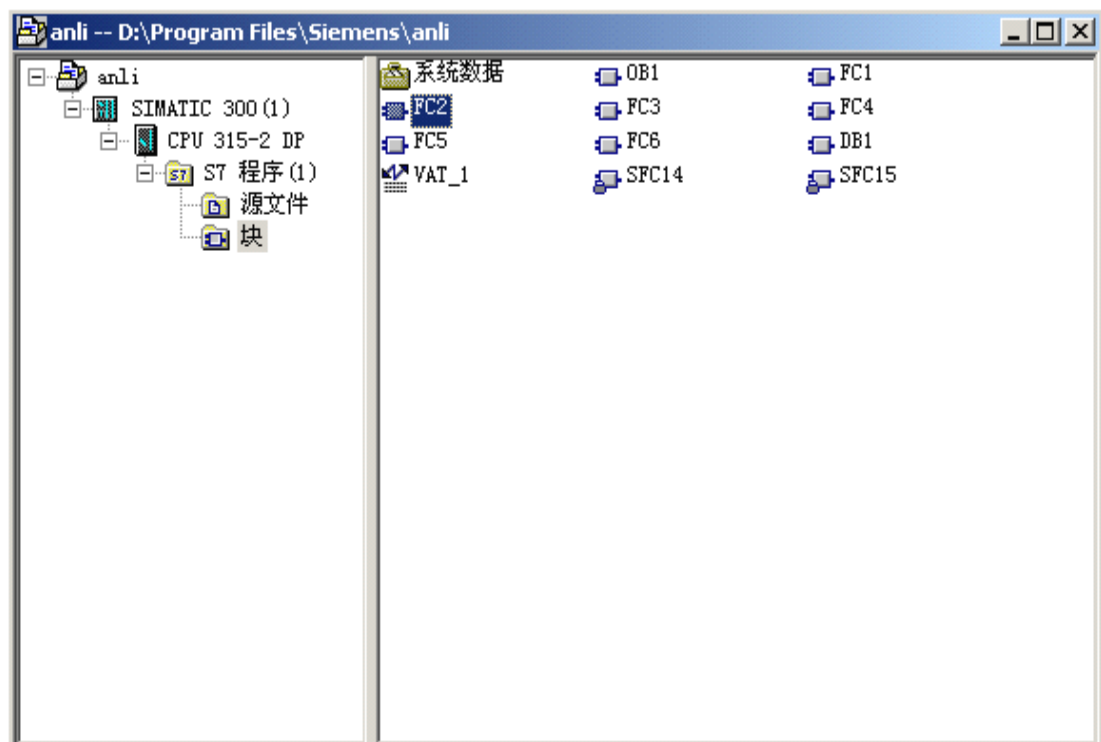 anli -- D:\Program Files\Siemens\anli
anli
SIMATIC 300(1)
CPU 315-2 DP
S7 程序(1)
源文件
块
系统数据 OB1 FC1
FC2 FC3 FC4
FC5 FC6 DB1
VAT_1 SFC14 SFC15